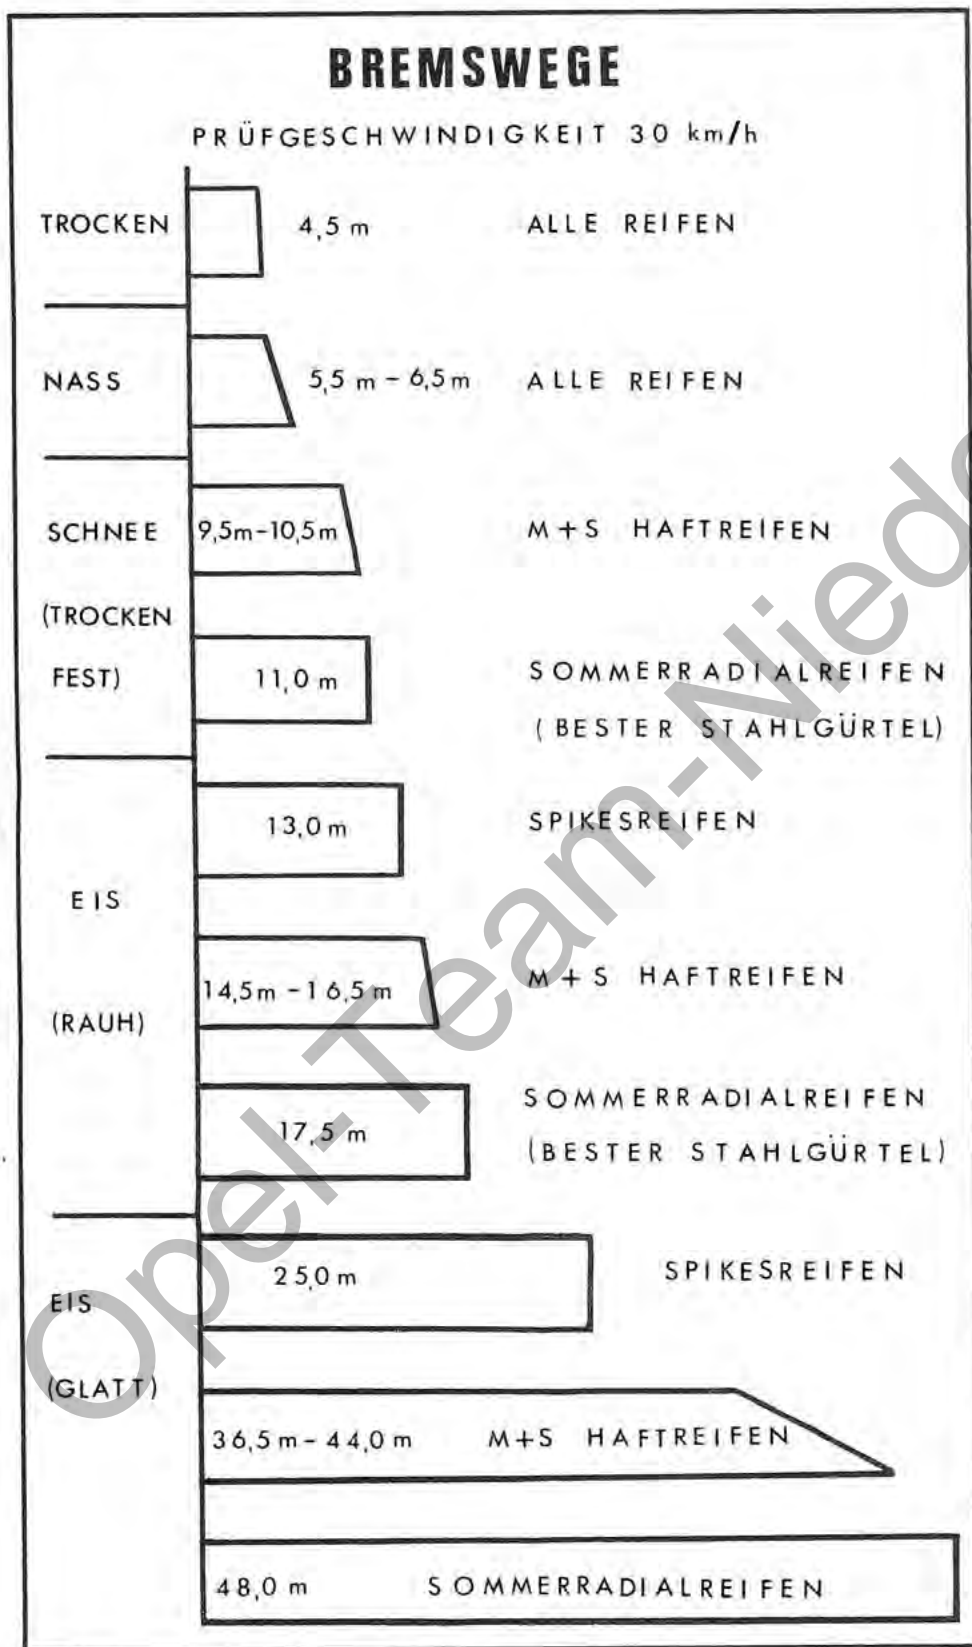 BREMSWEGE
PRÜFGESCHWINDIGKEIT 30 km/h
TROCKEN 4,5 m ALLE REIFEN
NASS 5,5 m - 6,5 m ALLE REIFEN
SCHNEE 9,5m-10,5m M+S HAFTREIFEN
(TROCKEN
FEST) 11,0 m SOMMERRADIALREIFEN
(BESTER STAHLGÜRTEL)
13,0 m SPIKESREIFEN
EIS
14,5m -16,5 m M+S HAFTREIFEN
(RAUH)
17,5 m SOMMERRADIALREIFEN
(BESTER STAHLGÜRTEL)
25,0 m SPIKESREIFEN
EIS
(GLATT)
36,5 m - 44,0 m M+S HAFTREIFEN
48,0 m SOMMERRADIALREIFEN
Opel-Team-Niede